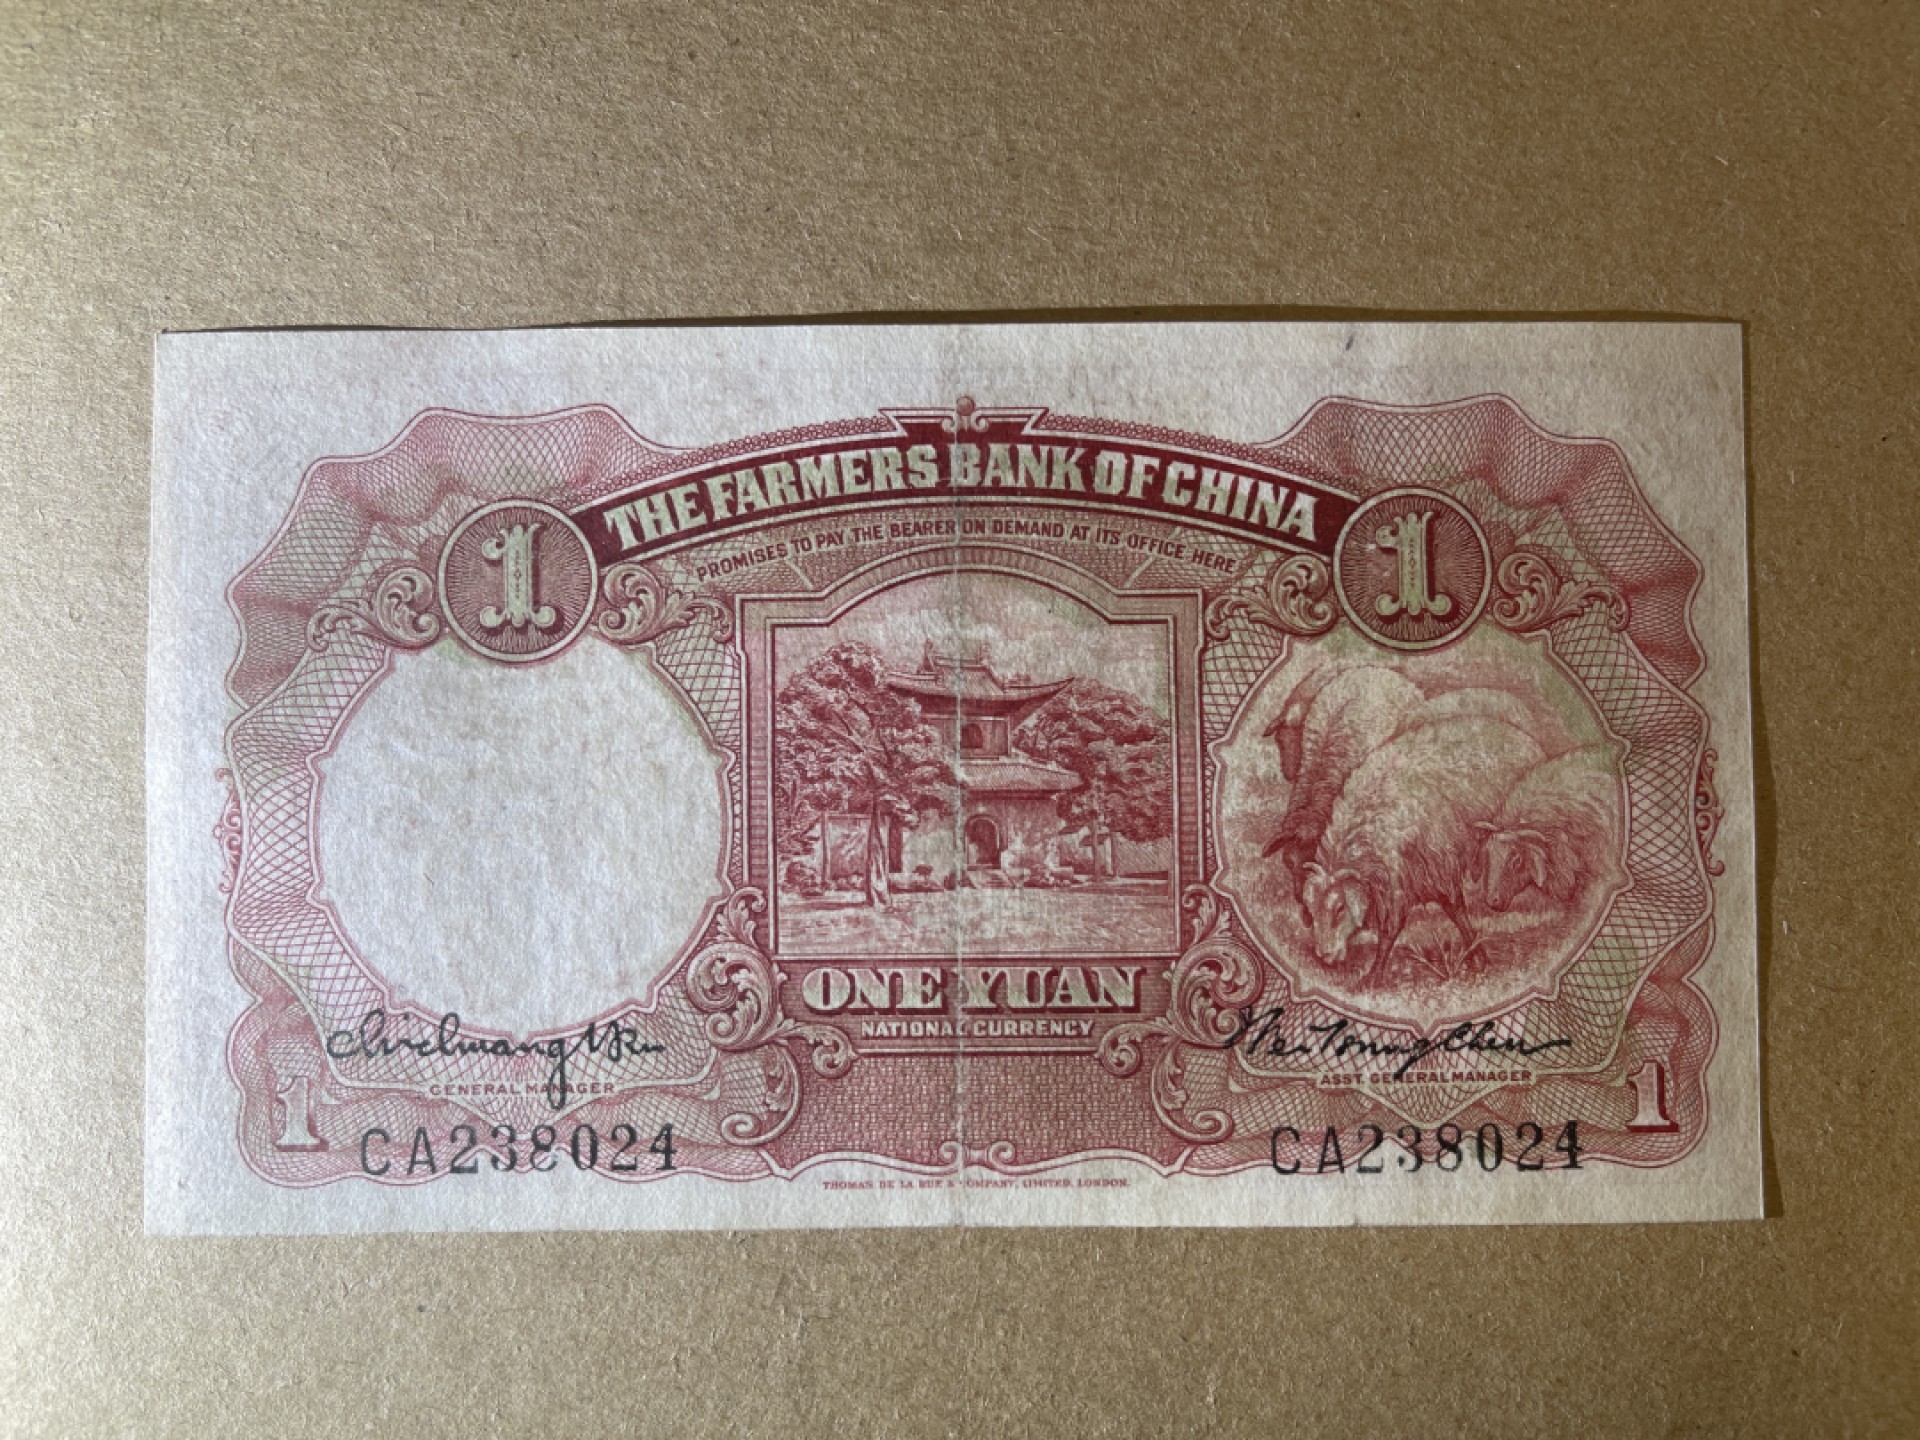 THE FARMERS BANK OF CHINA
PROMISES TO PAY THE BEARER ON DEMAND AT ITS OFFICE HERE
1 1
ONE YUAN
NATIONAL CURRENCY
GENERAL MANAGER ASST. GENERAL MANAGER
1 1
CA238024 CA238024
THOMAS DE LA RUE & COMPANY, LIMITED, LONDON.